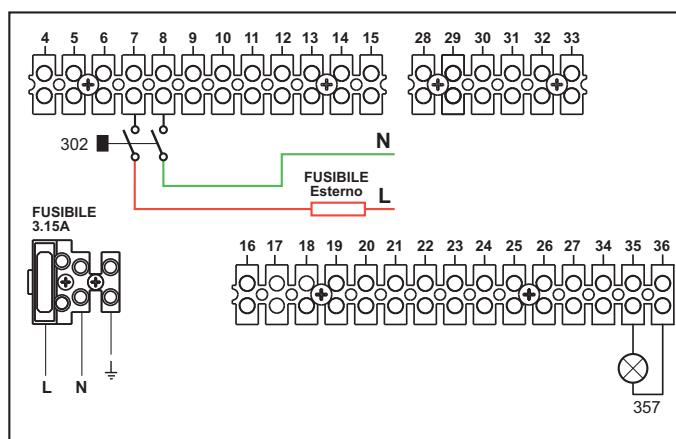 4 5 6 7 8 9 10 11 12 13 14 15 28 29 30 31 32 33
302
N
FUSIBILE
Esterno
L
FUSIBILE
3.15A
16 17 18 19 20 21 22 23 24 25 26 27 34 35 36
L N
357